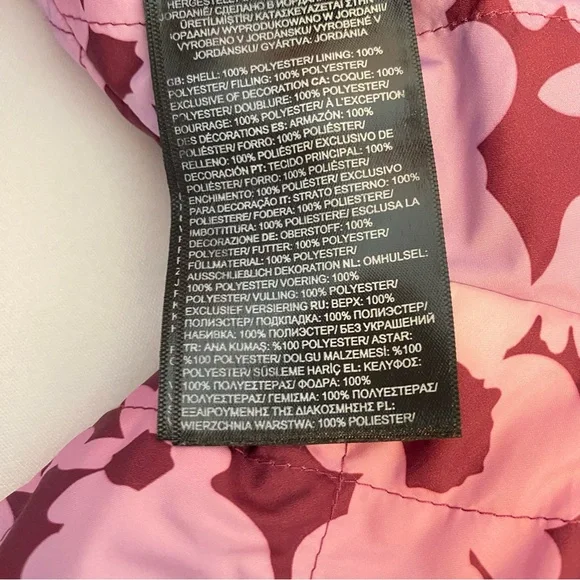 HERGESTELLT
JORDANIË/ СДЕЛАНО В ИОРДАНИИ/
ÜRETİLMİŞTİR/ ΚΑΤΑΣΚΕΥΑΖΕΤΑΙ ΣΤΗΝ
ΙΟΡΔΑΝΙΑ/ WYPRODUKOWANO W JORDANII/
VYROBENO V JORDÁNSKU/ VYROBENÉ V
JORDÁNSKU/ GYÁRTVA: JORDÁNIA
GB: SHELL: 100% POLYESTER/ LINING: 100%
POLYESTER/ FILLING: 100% POLYESTER/
EXCLUSIVE OF DECORATION CA: COQUE: 100%
POLYESTER/ DOUBLURE: 100% POLYESTER/
BOURRAGE: 100% POLYESTER/ À L'EXCEPTION
DES DÉCORATIONS ES: ARMAZÓN: 100%
POLIÉSTER/ FORRO: 100% POLIÉSTER/
RELLENO: 100% POLIÉSTER/ EXCLUSIVO DE
DECORACIÓN PT: TECIDO PRINCIPAL: 100%
POLIÉSTER/ FORRO: 100% POLIÉSTER/
ENCHIMENTO: 100% POLIÉSTER/ EXCLUSIVO
PARA DECORAÇÃO IT: STRATO ESTERNO: 100%
POLIESTERE/ FODERA: 100% POLIESTERE/
IMBOTTITURA: 100% POLIESTERE/ ESCLUSA LA
DECORAZIONE DE: OBERSTOFF: 100%
POLYESTER/ FUTTER: 100% POLYESTER/
FÜLLMATERIAL: 100% POLYESTER/
AUSSCHLIEBLICH DEKORATION NL: OMHULSEL:
100% POLYESTER/ VOERING: 100%
POLYESTER/ VULLING: 100% POLYESTER/
EXCLUSIEF VERSIERING RU: ВЕРХ: 100%
ПОЛИЭСТЕР/ ПОДКЛАДКА: 100% ПОЛИЭСТЕР/
НАБИВКА: 100% ПОЛИЭСТЕР/ БЕЗ УКРАШЕНИЙ
TR: ANA KUMAŞ: %100 POLYESTER/ ASTAR:
%100 POLYESTER/ DOLGU MALZEMESİ: %100
POLYESTER/ SÜSLEME HARİÇ EL: ΚΕΛΥΦΟΣ:
100% ΠΟΛΥΕΣΤΕΡΑΣ/ ΦΟΔΡΑ: 100%
ΠΟΛΥΕΣΤΕΡΑΣ/ ΓΕΜΙΣΜΑ: 100% ΠΟΛΥΕΣΤΕΡΑΣ/
ΕΞΑΙΡΟΥΜΕΝΗΣ ΤΗΣ ΔΙΑΚΟΣΜΗΣΗΣ PL:
WIERZCHNIA WARSTWA: 100% POLIESTER/